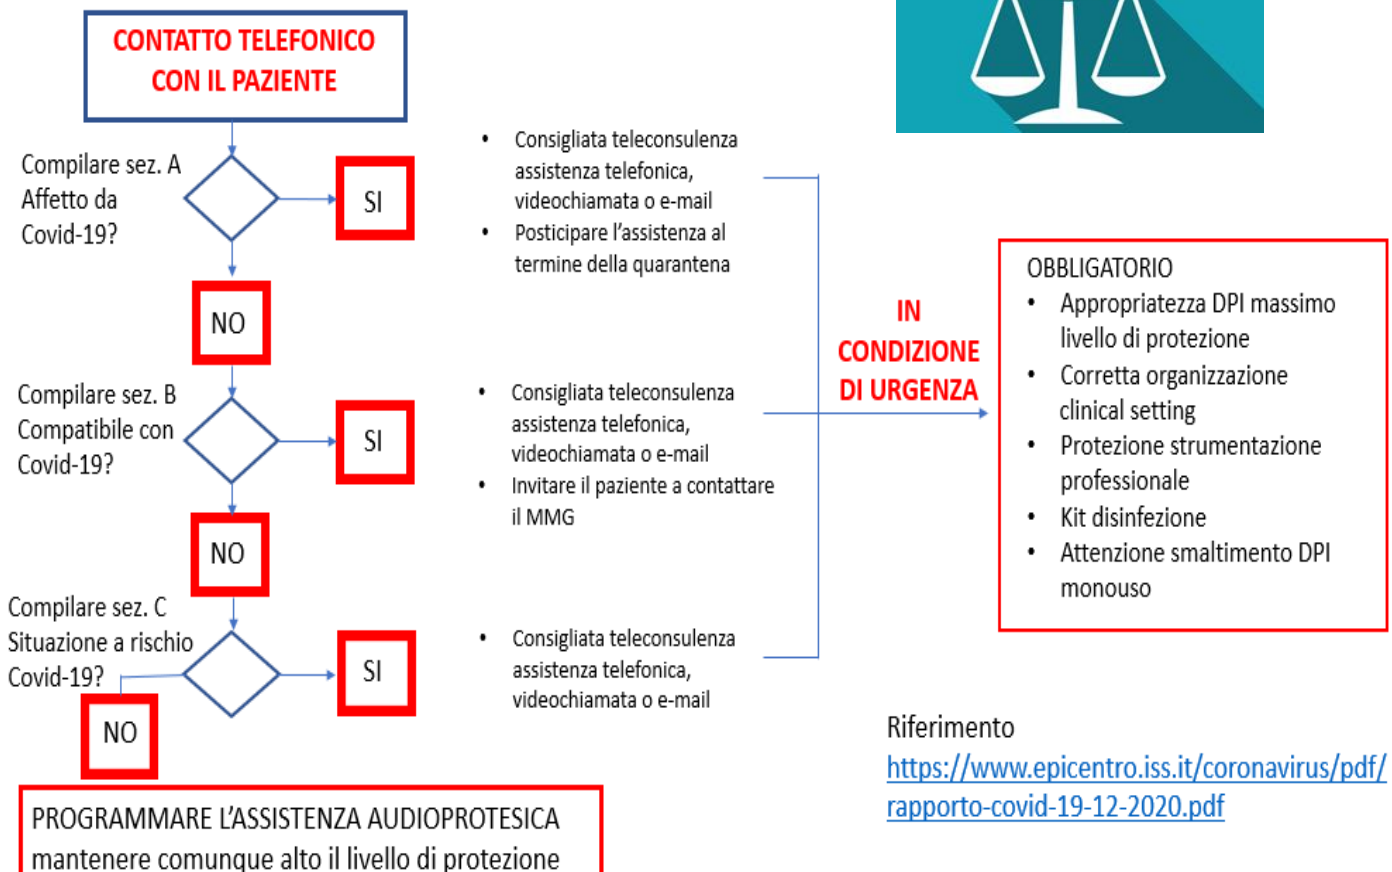 CONTATTO TELEFONICO
CON IL PAZIENTE
Compilare sez. A
Affetto da
Covid-19?
SI
• Consigliata teleconsulenza
assistenza telefonica,
videochiamata o e-mail
• Posticipare l’assistenza al
termine della quarantena
NO
Compilare sez. B
Compatibile con
Covid-19?
SI
• Consigliata teleconsulenza
assistenza telefonica,
videochiamata o e-mail
• Invitare il paziente a contattare
il MMG
NO
Compilare sez. C
Situazione a rischio
Covid-19?
SI
• Consigliata teleconsulenza
assistenza telefonica,
videochiamata o e-mail
NO
PROGRAMMARE L’ASSISTENZA AUDIOPROTESICA
mantenere comunque alto il livello di protezione
IN
CONDIZIONE
DI URGENZA
OBBLIGATORIO
• Appropriatezza DPI massimo
livello di protezione
• Corretta organizzazione
clinical setting
• Protezione strumentazione
professionale
• Kit disinfezione
• Attenzione smaltimento DPI
monouso
Riferimento
https://www.epicentro.iss.it/coronavirus/pdf/
rapporto-covid-19-12-2020.pdf